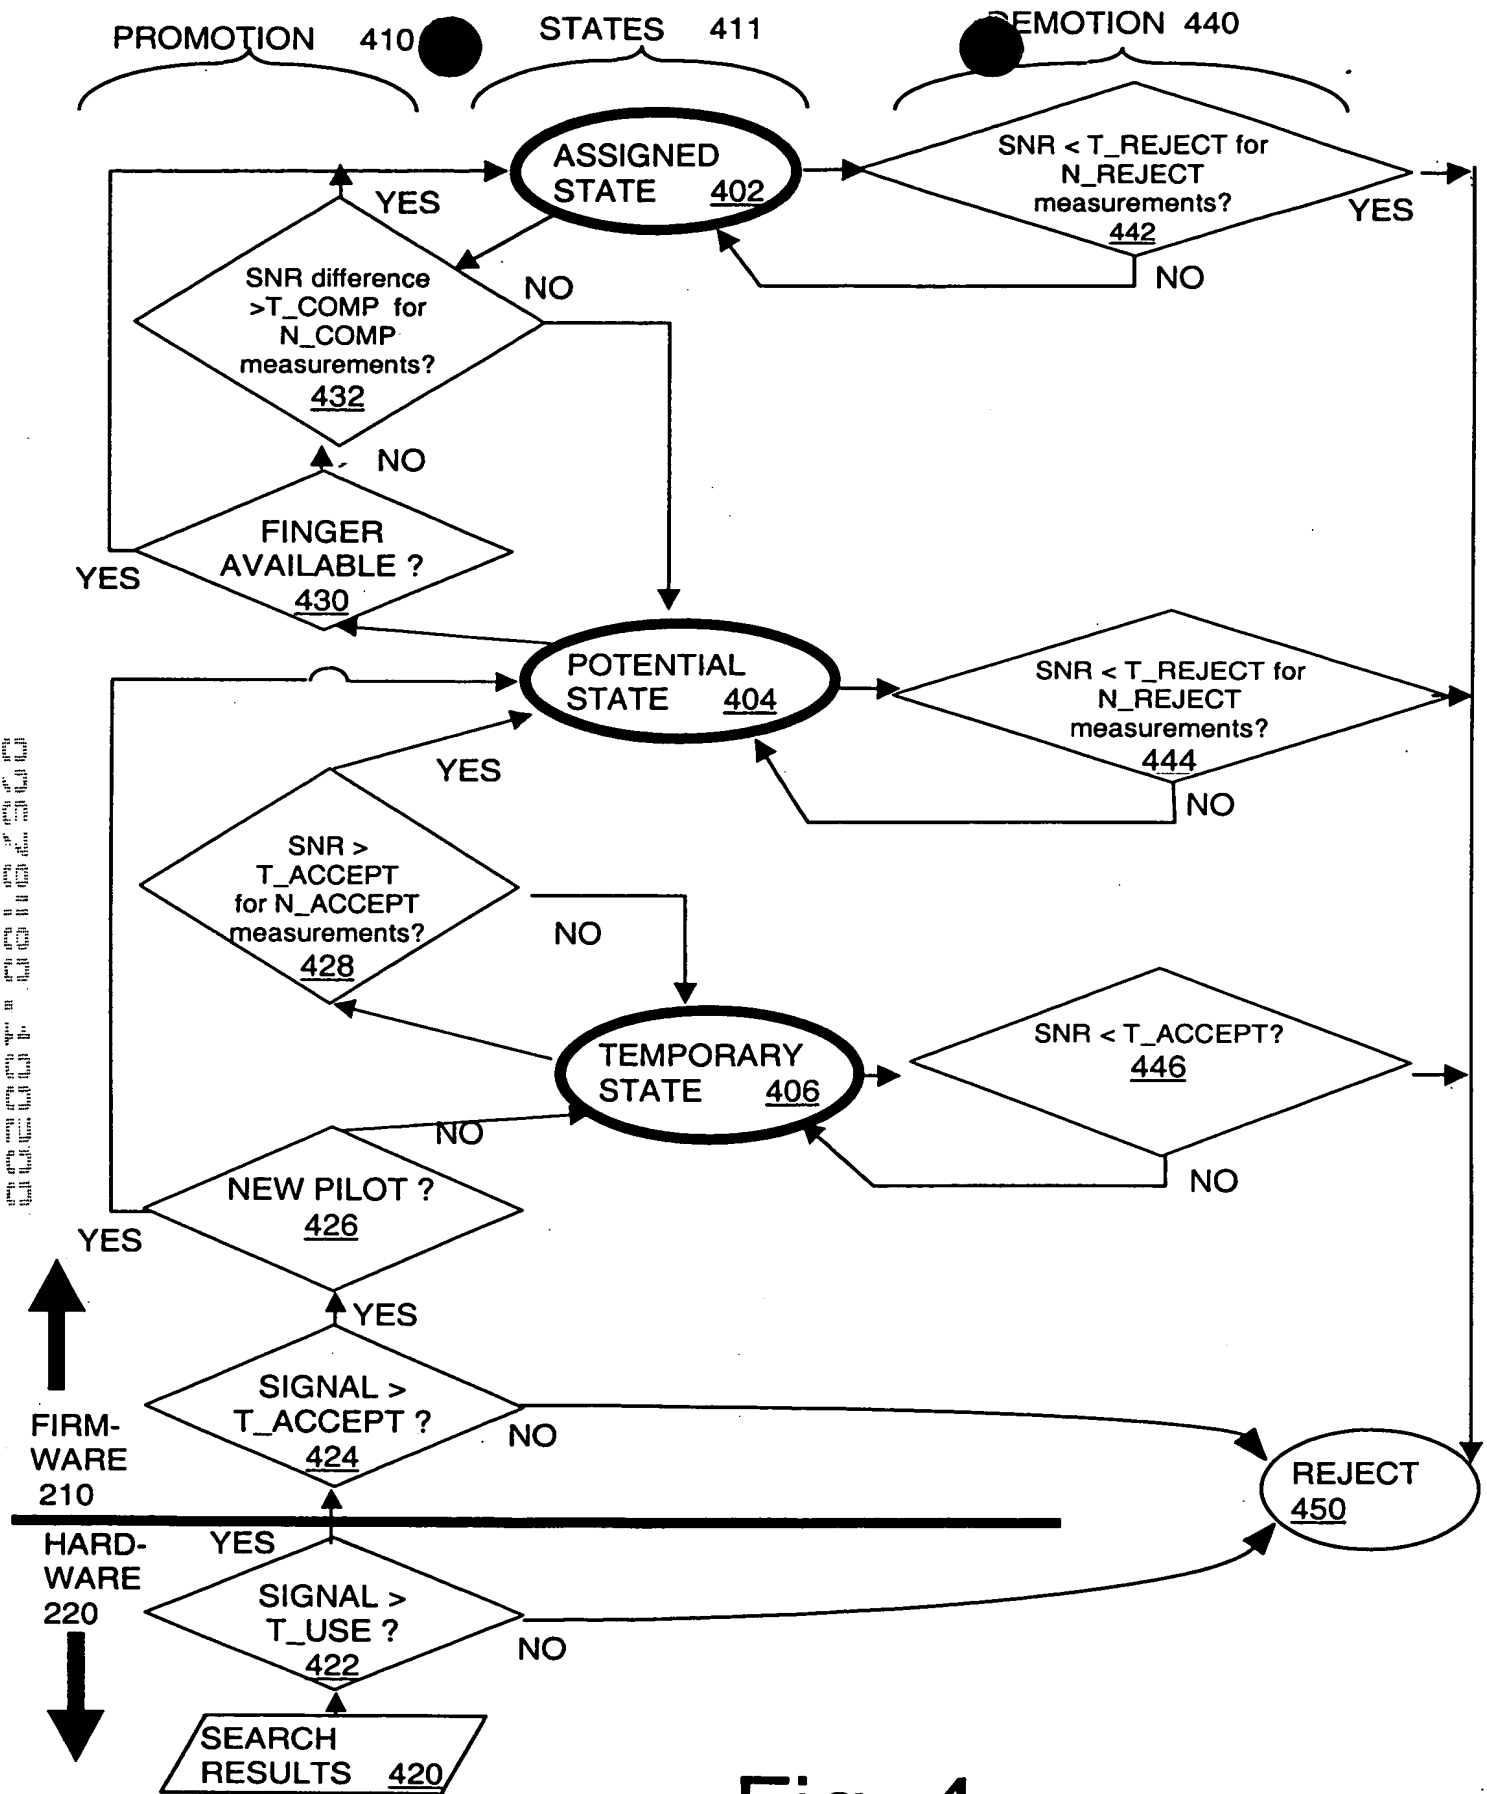 PROMOTION 410
STATES 411
EMOTION 440
ASSIGNED
STATE 402
SNR < T_REJECT for
N_REJECT
measurements?
442
YES
NO
YES
SNR difference
>T_COMP for
N_COMP
measurements?
432
NO
NO
FINGER
AVAILABLE ?
430
YES
POTENTIAL
STATE 404
SNR < T_REJECT for
N_REJECT
measurements?
444
NO
YES
SNR >
T_ACCEPT
for N_ACCEPT
measurements?
428
NO
TEMPORARY
STATE 406
SNR < T_ACCEPT?
446
NO
NO
NEW PILOT ?
426
YES
YES
SIGNAL >
T_ACCEPT ?
424
NO
FIRM-
WARE
210
REJECT
450
HARD-
WARE
220
YES
SIGNAL >
T_USE ?
422
NO
SEARCH
RESULTS 420